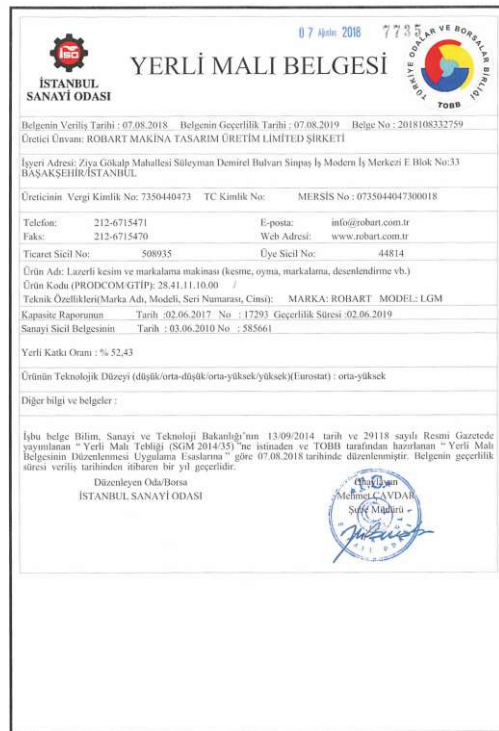 07 Ağustos 2018 7735
İSO
İSTANBUL
SANAYİ ODASI
YERLİ MALI BELGESİ
TÜRKİYE ODALAR VE BORSALAR BİRLİĞİ
TOBB
Belgenin Veriliş Tarihi : 07.08.2018 Belgenin Geçerlilik Tarihi : 07.08.2019 Belge No : 2018108332759
Üretici Ünvanı: ROBART MAKİNA TASARIM ÜRETİM LİMİTED ŞİRKETİ
İşyeri Adresi: Ziya Gökalp Mahallesi Süleyman Demirel Bulvarı Sinpaş İş Modern İş Merkezi E Blok No:33
BAŞAKŞEHİR/İSTANBUL
Üreticinin Vergi Kimlik No: 7350440473 TC Kimlik No: MERSİS No : 0735044047300018
Telefon: 212-6715471 E-posta: info@robart.com.tr
Faks: 212-6715470 Web Adresi: www.robart.com.tr
Ticaret Sicil No: 508935 Üye Sicil No: 44814
Ürün Adı: Lazerli kesim ve markalama makinası (kesme, oyma, markalama, desenlendirme vb.)
Ürün Kodu (PRODCOM/GTİP): 28.41.11.10.00 /
Teknik Özellikleri(Marka Adı, Modeli, Seri Numarası, Cinsi): MARKA: ROBART MODEL: LGM
Kapasite Raporunun Tarih :02.06.2017 No : 17293 Geçerlilik Süresi :02.06.2019
Sanayi Sicil Belgesinin Tarih : 03.06.2010 No : 585661
Yerli Katkı Oranı : % 52,43
Ürünün Teknolojik Düzeyi (düşük/orta-düşük/orta-yüksek/yüksek)(Eurostat) : orta-yüksek
Diğer bilgi ve belgeler :
İşbu belge Bilim, Sanayi ve Teknoloji Bakanlığı'nın 13/09/2014 tarih ve 29118 sayılı Resmi Gazetede
yayımlanan " Yerli Malı Tebliği (SGM 2014/35) "ne istinaden ve TOBB tarafından hazırlanan " Yerli Malı
Belgesinin Düzenlenmesi Uygulama Esaslarına " göre 07.08.2018 tarihinde düzenlenmiştir. Belgenin geçerlilik
süresi veriliş tarihinden itibaren bir yıl geçerlidir.
Düzenleyen Oda/Borsa
İSTANBUL SANAYİ ODASI
Onaylayan
Mehmet ÇAVDAR
Şube Müdürü